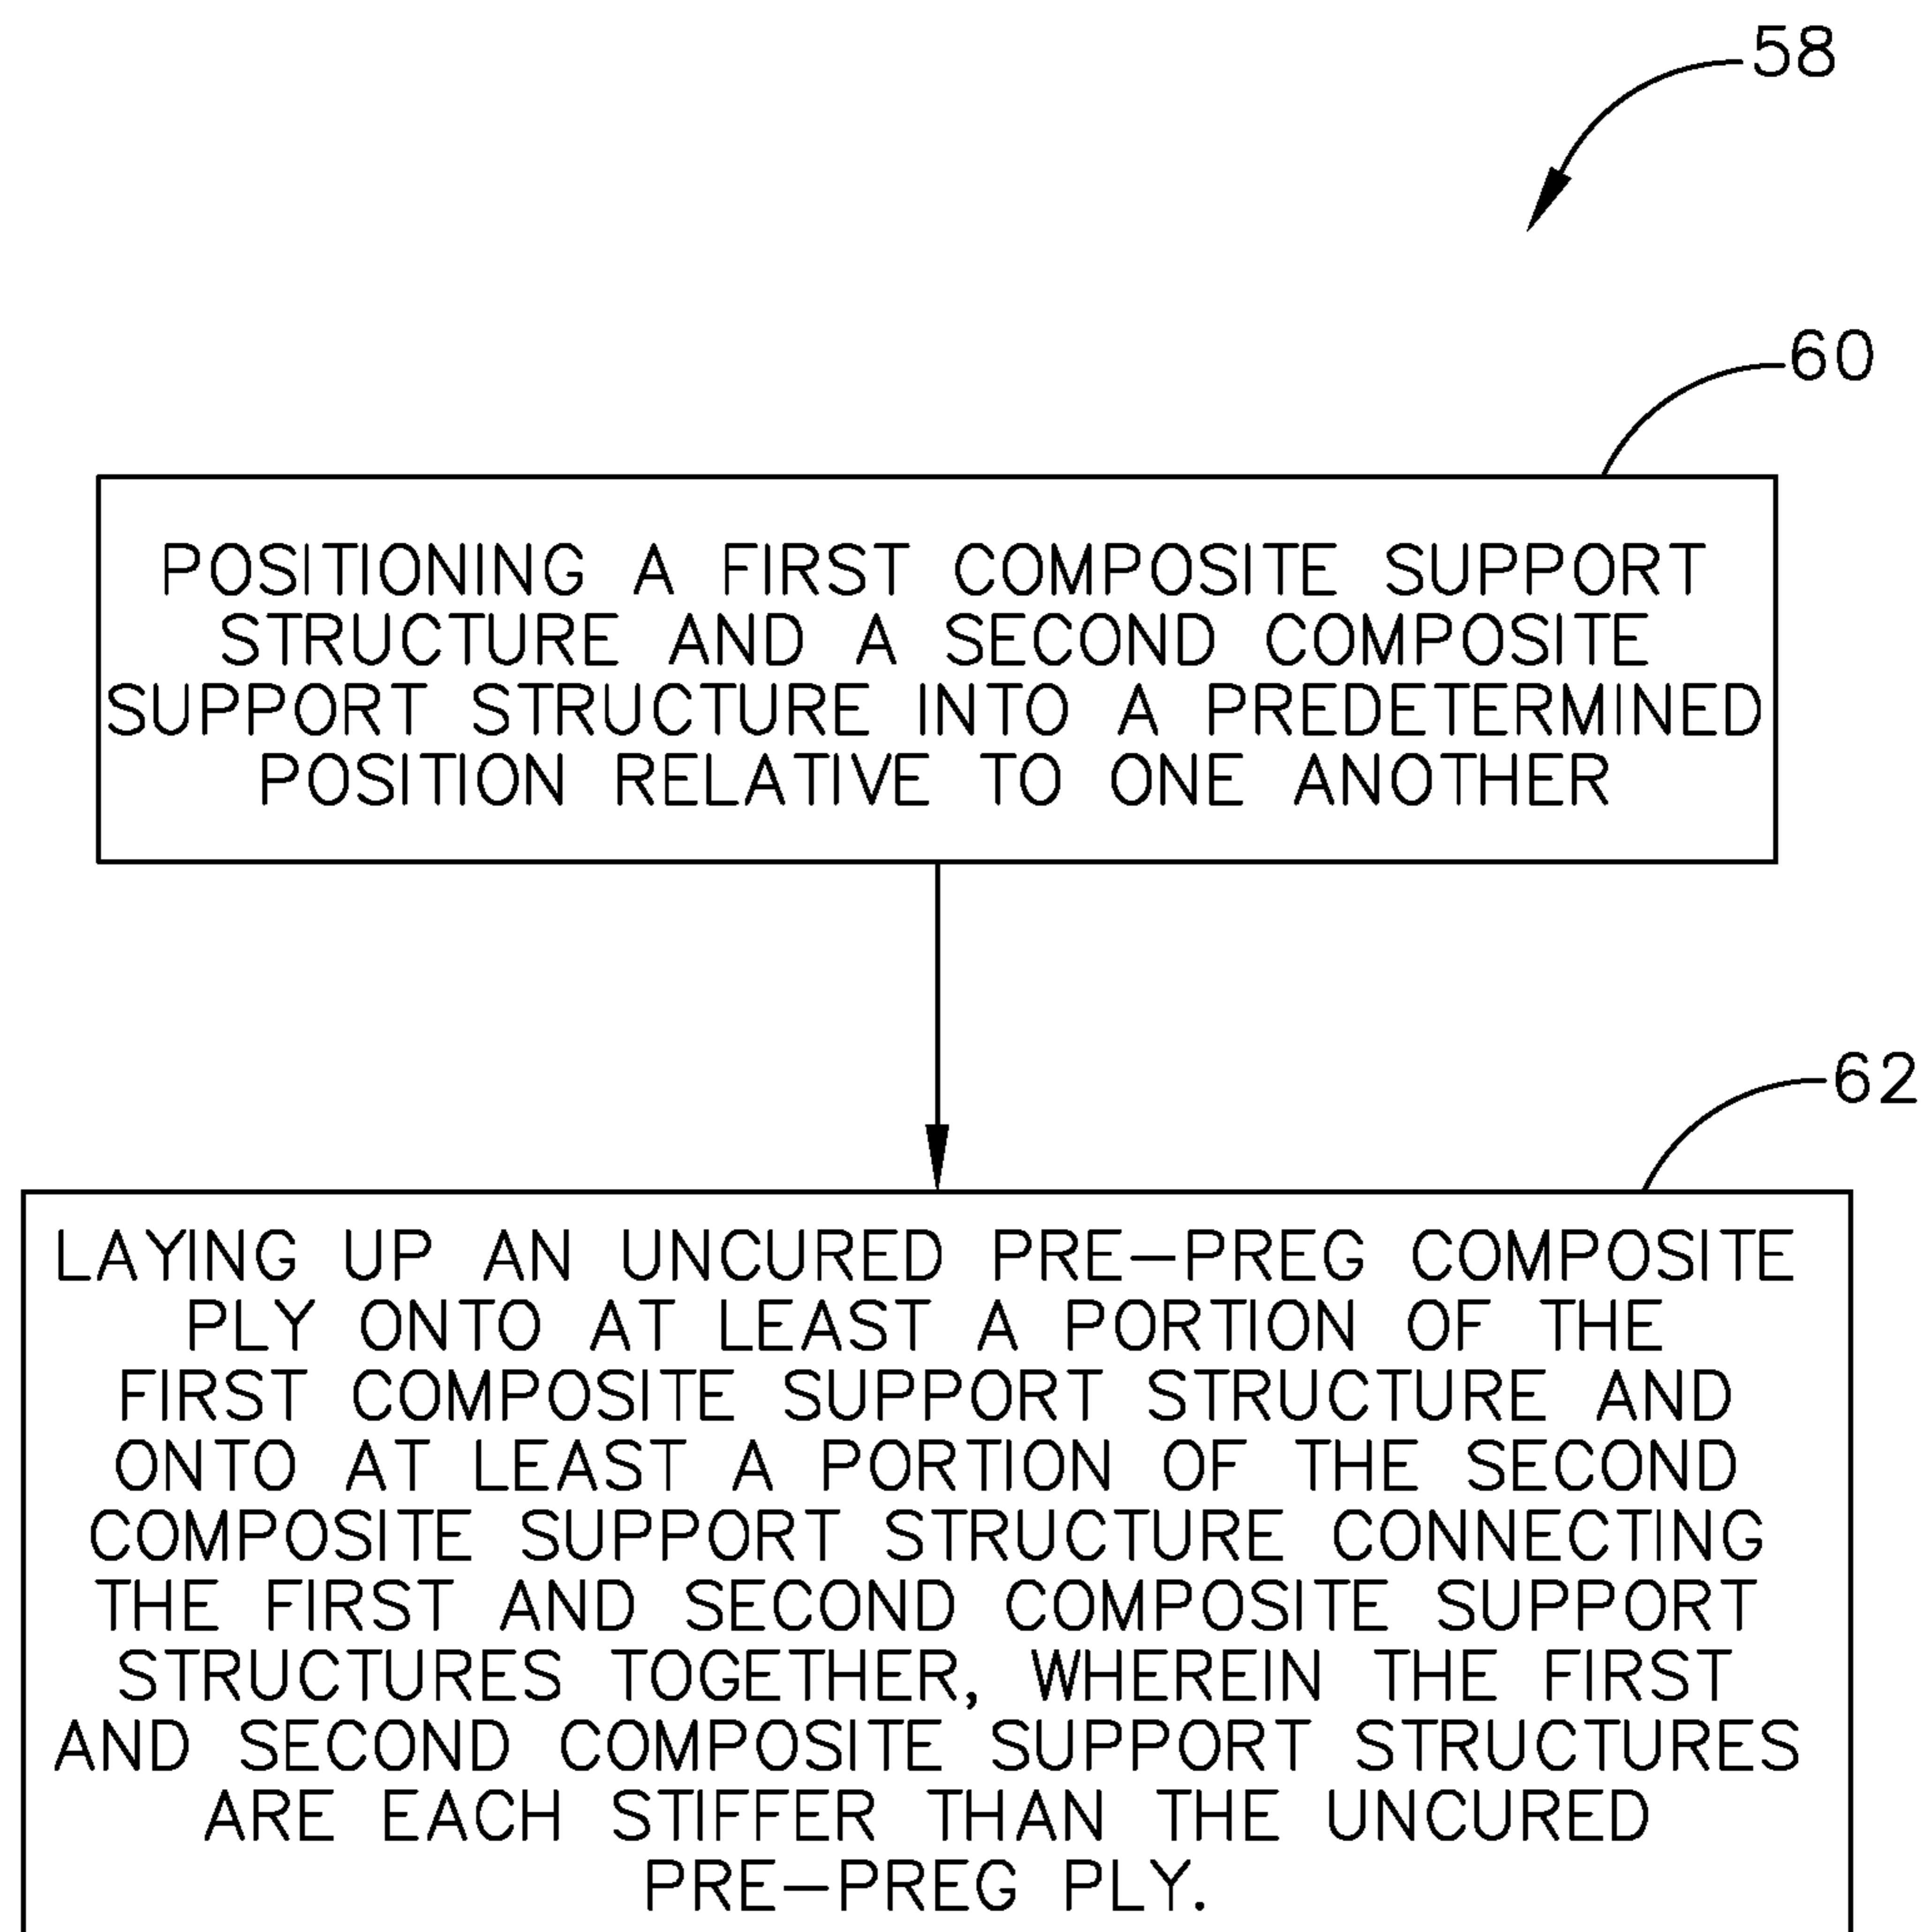 58
60
POSITIONING A FIRST COMPOSITE SUPPORT
STRUCTURE AND A SECOND COMPOSITE
SUPPORT STRUCTURE INTO A PREDETERMINED
POSITION RELATIVE TO ONE ANOTHER
62
LAYING UP AN UNCURED PRE-PREG COMPOSITE
PLY ONTO AT LEAST A PORTION OF THE
FIRST COMPOSITE SUPPORT STRUCTURE AND
ONTO AT LEAST A PORTION OF THE SECOND
COMPOSITE SUPPORT STRUCTURE CONNECTING
THE FIRST AND SECOND COMPOSITE SUPPORT
STRUCTURES TOGETHER, WHEREIN THE FIRST
AND SECOND COMPOSITE SUPPORT STRUCTURES
ARE EACH STIFFER THAN THE UNCURED
PRE-PREG PLY.